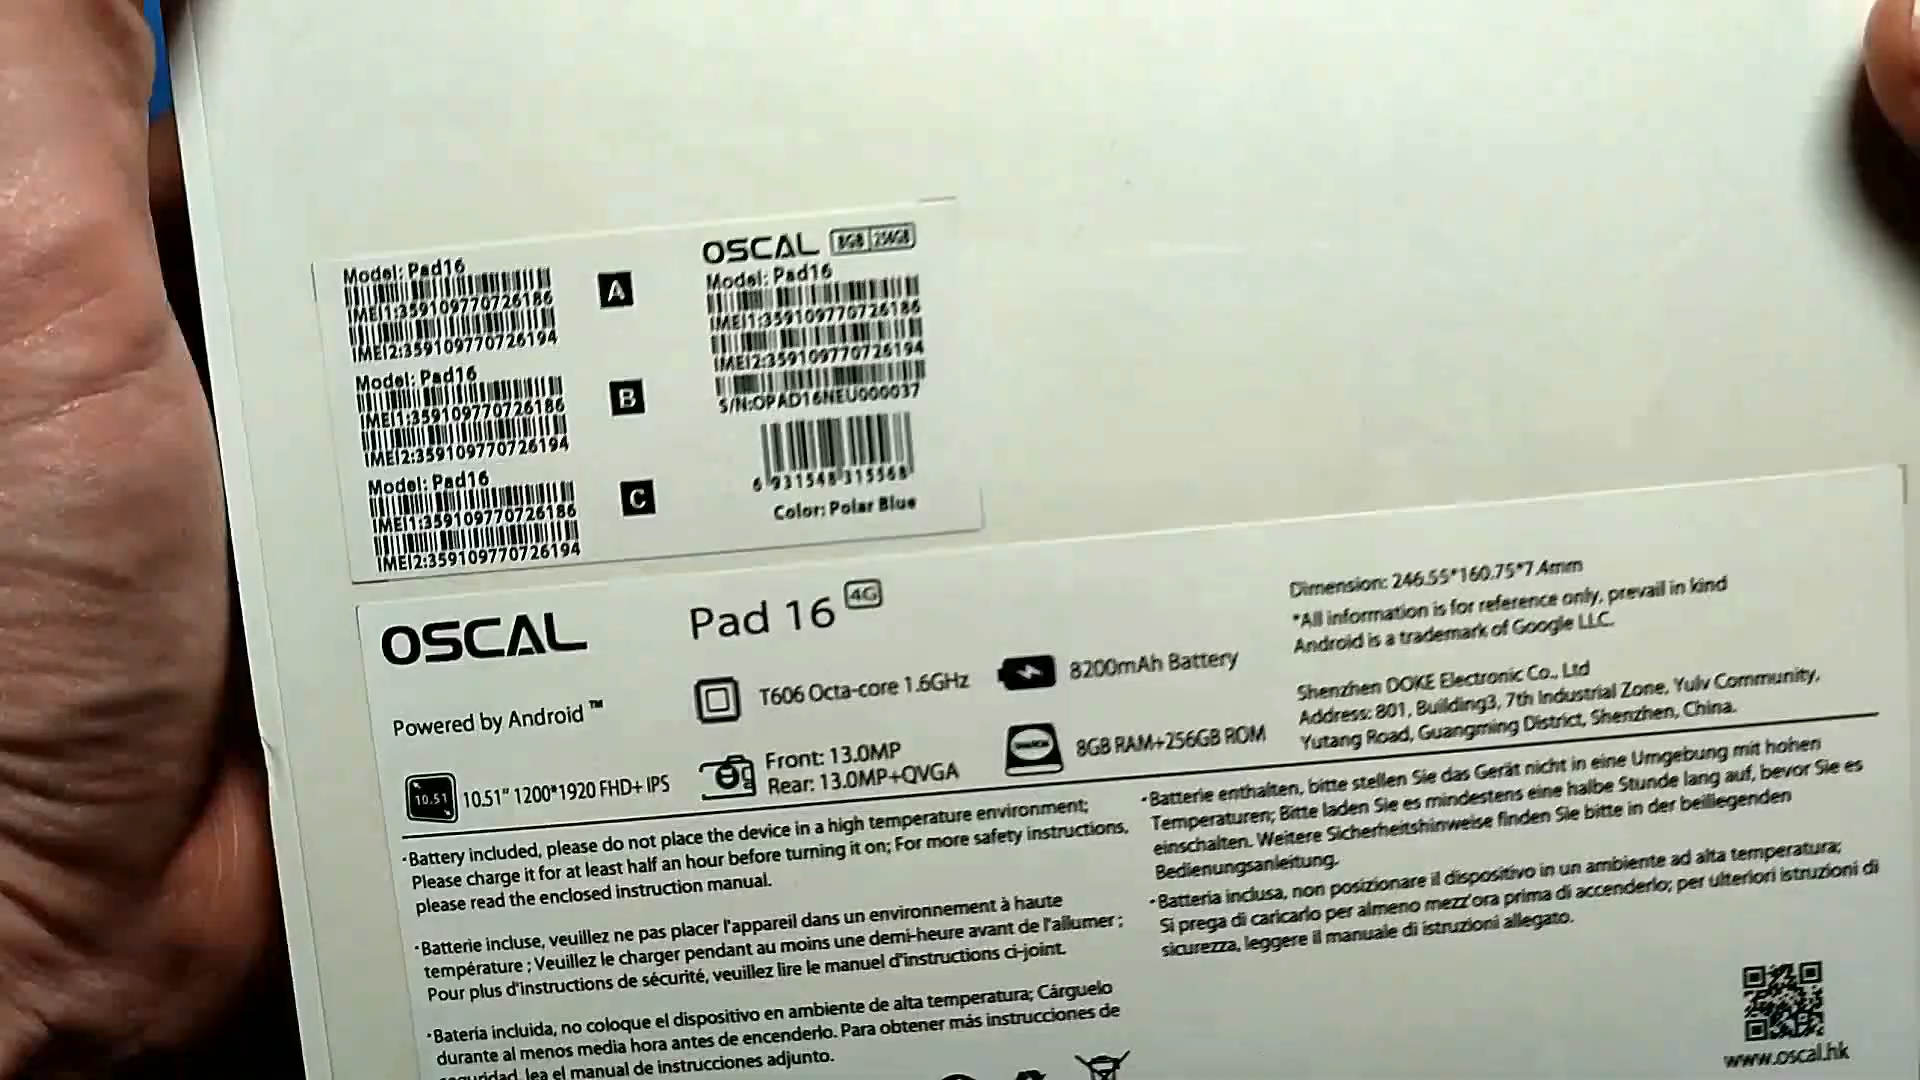 Model: Pad16
IMEI1:359109770726186
IMEI2:359109770726194
A
Model: Pad16
IMEI1:359109770726186
IMEI2:359109770726194
B
Model: Pad16
IMEI1:359109770726186
IMEI2:359109770726194
C
OSCAL 8GB 256GB
Model: Pad16
IMEI1:359109770726186
IMEI2:359109770726194
S/N:OPAD16NEU000037
6 931548 315568
Color: Polar Blue
OSCAL
Powered by Android™
10.51
10.51" 1200*1920 FHD+ IPS
Pad 16 4G
T606 Octa-core 1.6GHz
Front: 13.0MP
Rear: 13.0MP+QVGA
8200mAh Battery
8GB RAM+256GB ROM
Dimension: 246.55*160.75*7.4mm
*All information is for reference only, prevail in kind
Android is a trademark of Google LLC.
Shenzhen DOKE Electronic Co., Ltd
Address: 801, Building3, 7th Industrial Zone, Yulv Community,
Yutang Road, Guangming District, Shenzhen, China.
·Battery included, please do not place the device in a high temperature environment;
Please charge it for at least half an hour before turning it on; For more safety instructions,
please read the enclosed instruction manual.
·Batterie incluse, veuillez ne pas placer l'appareil dans un environnement à haute
température ; Veuillez le charger pendant au moins une demi-heure avant de l'allumer ;
Pour plus d'instructions de sécurité, veuillez lire le manuel d'instructions ci-joint.
·Batería incluida, no coloque el dispositivo en ambiente de alta temperatura; Cárguelo
durante al menos media hora antes de encenderlo. Para obtener más instrucciones de
lea el manual de instrucciones adjunto.
·Batterie enthalten, bitte stellen Sie das Gerät nicht in eine Umgebung mit hohen
Temperaturen; Bitte laden Sie es mindestens eine halbe Stunde lang auf, bevor Sie es
einschalten. Weitere Sicherheitshinweise finden Sie bitte in der beiliegenden
Bedienungsanleitung.
·Batteria inclusa, non posizionare il dispositivo in un ambiente ad alta temperatura;
Si prega di caricarlo per almeno mezz'ora prima di accenderlo; per ulteriori istruzioni di
sicurezza, leggere il manuale di istruzioni allegato.
www.oscal.hk